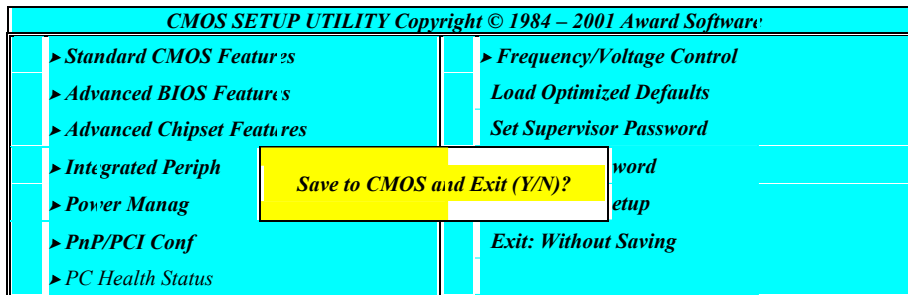 CMOS SETUP UTILITY Copyright © 1984 – 2001 Award Software
▸ Standard CMOS Features
▸ Advanced BIOS Features
▸ Advanced Chipset Features
▸ Integrated Periph
▸ Power Manag
▸ PnP/PCI Conf
▸ PC Health Status
▸ Frequency/Voltage Control
Load Optimized Defaults
Set Supervisor Password
word
etup
Exit: Without Saving
Save to CMOS and Exit (Y/N)?